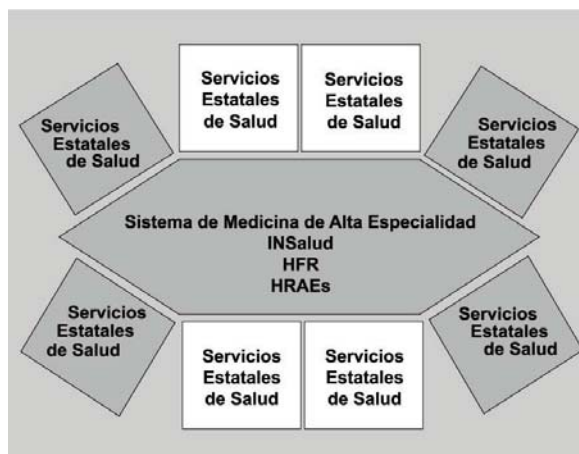 Servicios
Estatales
de Salud
Servicios
Estatales
de Salud
Servicios
Estatales
de Salud
Servicios
Estatales
de Salud
Sistema de Medicina de Alta Especialidad
INSalud
HFR
HRAEs
Servicios
Estatales
de Salud
Servicios
Estatales
de Salud
Servicios
Estatales
de Salud
Servicios
Estatales
de Salud